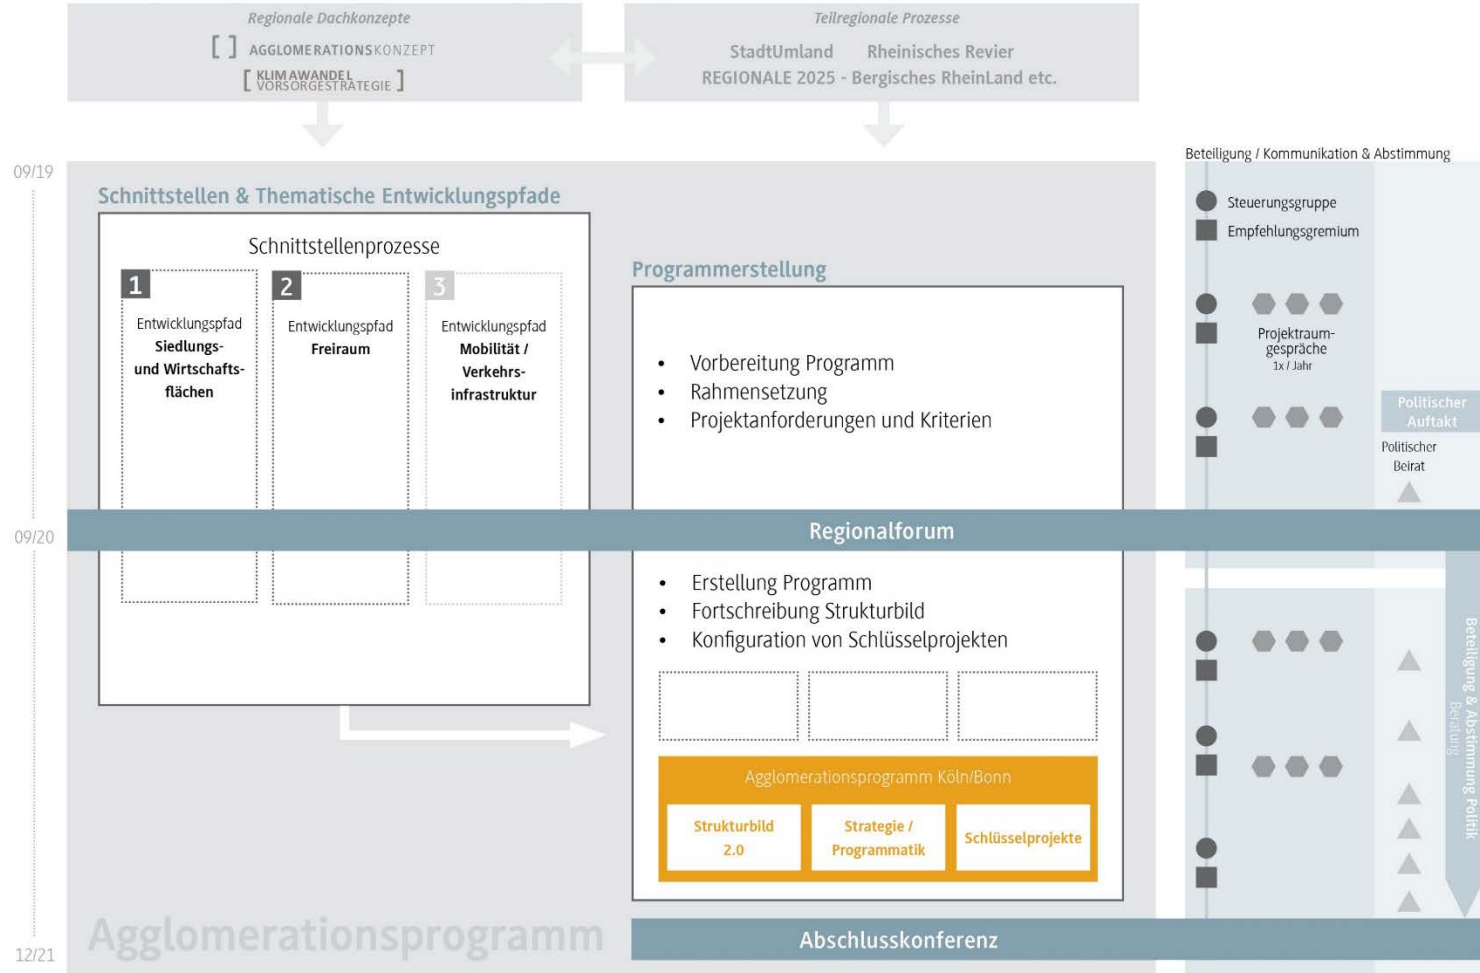 Regionale Dachkonzepte
[ ] AGGLOMERATIONSKONZEPT
[ KLIMAWANDEL
VORSORGESTRATEGIE ]
Teilregionale Prozesse
StadtUmland Rheinisches Revier
REGIONALE 2025 - Bergisches RheinLand etc.
09/19
09/20
12/21
Schnittstellen & Thematische Entwicklungspfade
Schnittstellenprozesse
1
Entwicklungspfad
Siedlungs-
und Wirtschafts-
flächen
2
Entwicklungspfad
Freiraum
3
Entwicklungspfad
Mobilität /
Verkehrs-
infrastruktur
Programmerstellung
• Vorbereitung Programm
• Rahmensetzung
• Projektanforderungen und Kriterien
Regionalforum
• Erstellung Programm
• Fortschreibung Strukturbild
• Konfiguration von Schlüsselprojekten
Agglomerationsprogramm Köln/Bonn
Strukturbild
2.0
Strategie /
Programmatik
Schlüsselprojekte
Agglomerationsprogramm
Abschlusskonferenz
Beteiligung / Kommunikation & Abstimmung
Steuerungsgruppe
Empfehlungsgremium
Projektraum-
gespräche
1x / Jahr
Politischer
Auftakt
Politischer
Beirat
Beteiligung & Abstimmung Politik
Beratung